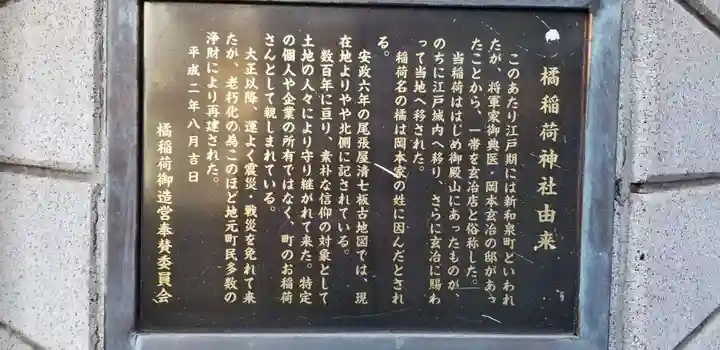 橘稲荷神社由来
このあたり江戸期には新和泉町といわれ
たが、将軍家御典医・岡本玄冶の邸があっ
たことから、一帯を玄冶店と俗称した。
当稲荷ははじめ御殿山にあったものが、
のちに江戸城内へ移り、さらに玄冶に賜わ
って当地へ移された。
稲荷名の橘は岡本家の姓に因んだとされ
る。
安政六年の尾張屋清七板古地図では、現
在地よりやや北側に記されている。
数百年に亘り、素朴な信仰の対象として
土地の人々により守り継がれて来た。特定
の個人や企業の所有ではなく、町のお稲荷
さんとして親しまれている。
大正以降、運よく震災・戦災を免れて来
たが、老朽化の為このほど地元町民多数の
浄財により再建された。
平成二年八月吉日
橘稲荷御造営奉賛委員会